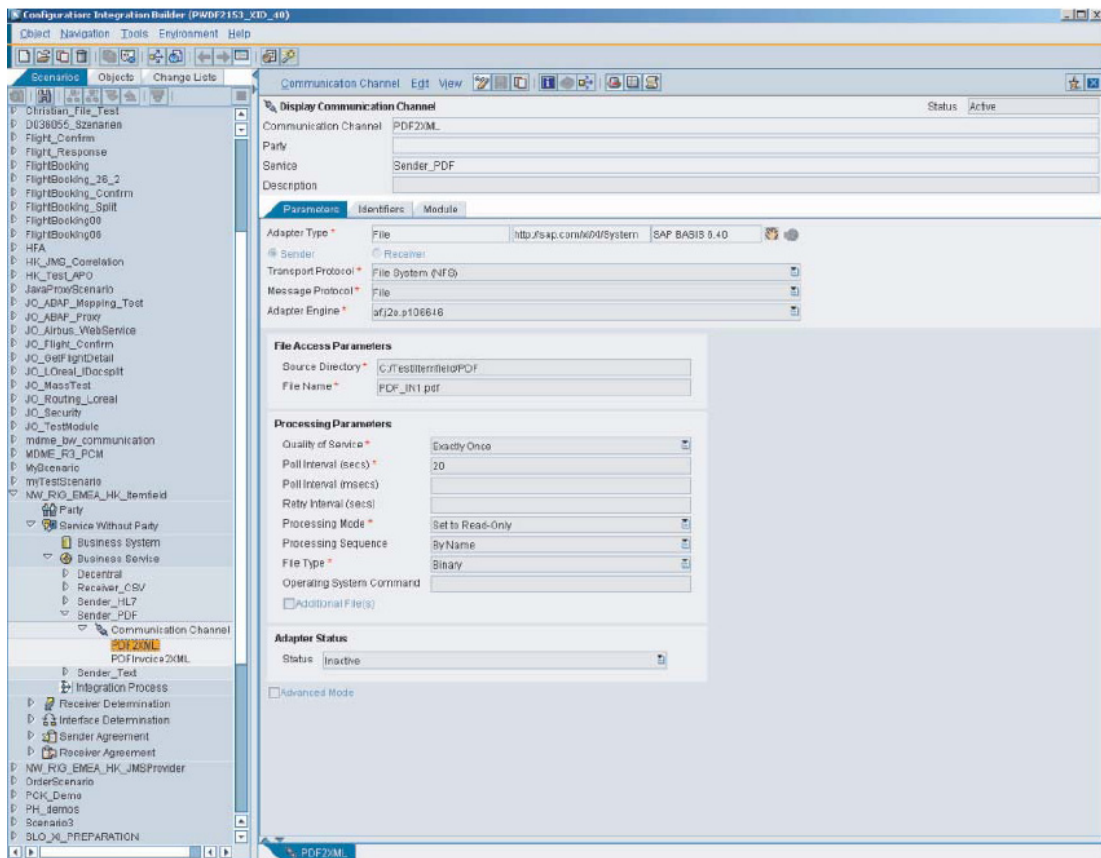 Configuration: Integration Builder (PWDF2153_XID_40)
Object Navigation Tools Environment Help
Scenarios Objects Change Lists
Christian_File_Test
D036055_Szenarien
Flight_Confirm
Flight_Response
FlightBooking
FlightBooking_26_2
FlightBooking_Confirm
FlightBooking_Split
FlightBooking00
FlightBooking06
HFA
HK_JMS_Correlation
HK_Test_APO
JavaProxyScenario
JO_ABAP_Mapping_Test
JO_ABAP_Proxy
JO_Airbus_WebService
JO_Flight_Confirm
JO_GetFlightDetail
JO_LOreal_IDocsplit
JO_MassTest
JO_Routing_Loreal
JO_Security
JO_TestModule
mdme_bw_communication
MDME_R3_PCM
MyScenario
myTestScenario
NW_RIG_EMEA_HK_Itemfield
Party
Service Without Party
Business System
Business Service
Decentral
Receiver_CSV
Sender_HL7
Sender_PDF
Communication Channel
PDF2XML
PDFInvoice2XML
Sender_Text
Integration Process
Receiver Determination
Interface Determination
Sender Agreement
Receiver Agreement
NW_RIG_EMEA_HK_JMSProvider
OrderScenario
PCK_Demo
PH_demos
Scenario3
SLO_XI_PREPARATION
Communication Channel Edit View
Display Communication Channel Status Active
Communication Channel PDF2XML
Party
Service Sender_PDF
Description
Parameters Identifiers Module
Adapter Type * File http://sap.com/xi/XI/System SAP BASIS 6.40
Sender Receiver
Transport Protocol * File System (NFS)
Message Protocol * File
Adapter Engine * af.j2e.p106646
File Access Parameters
Source Directory * C:/Test/Itemfield/PDF
File Name * PDF_IN1.pdf
Processing Parameters
Quality of Service * Exactly Once
Poll Interval (secs) * 20
Poll Interval (msecs)
Retry Interval (secs)
Processing Mode * Set to Read-Only
Processing Sequence By Name
File Type * Binary
Operating System Command
Additional File(s)
Adapter Status
Status Inactive
Advanced Mode
PDF2XML